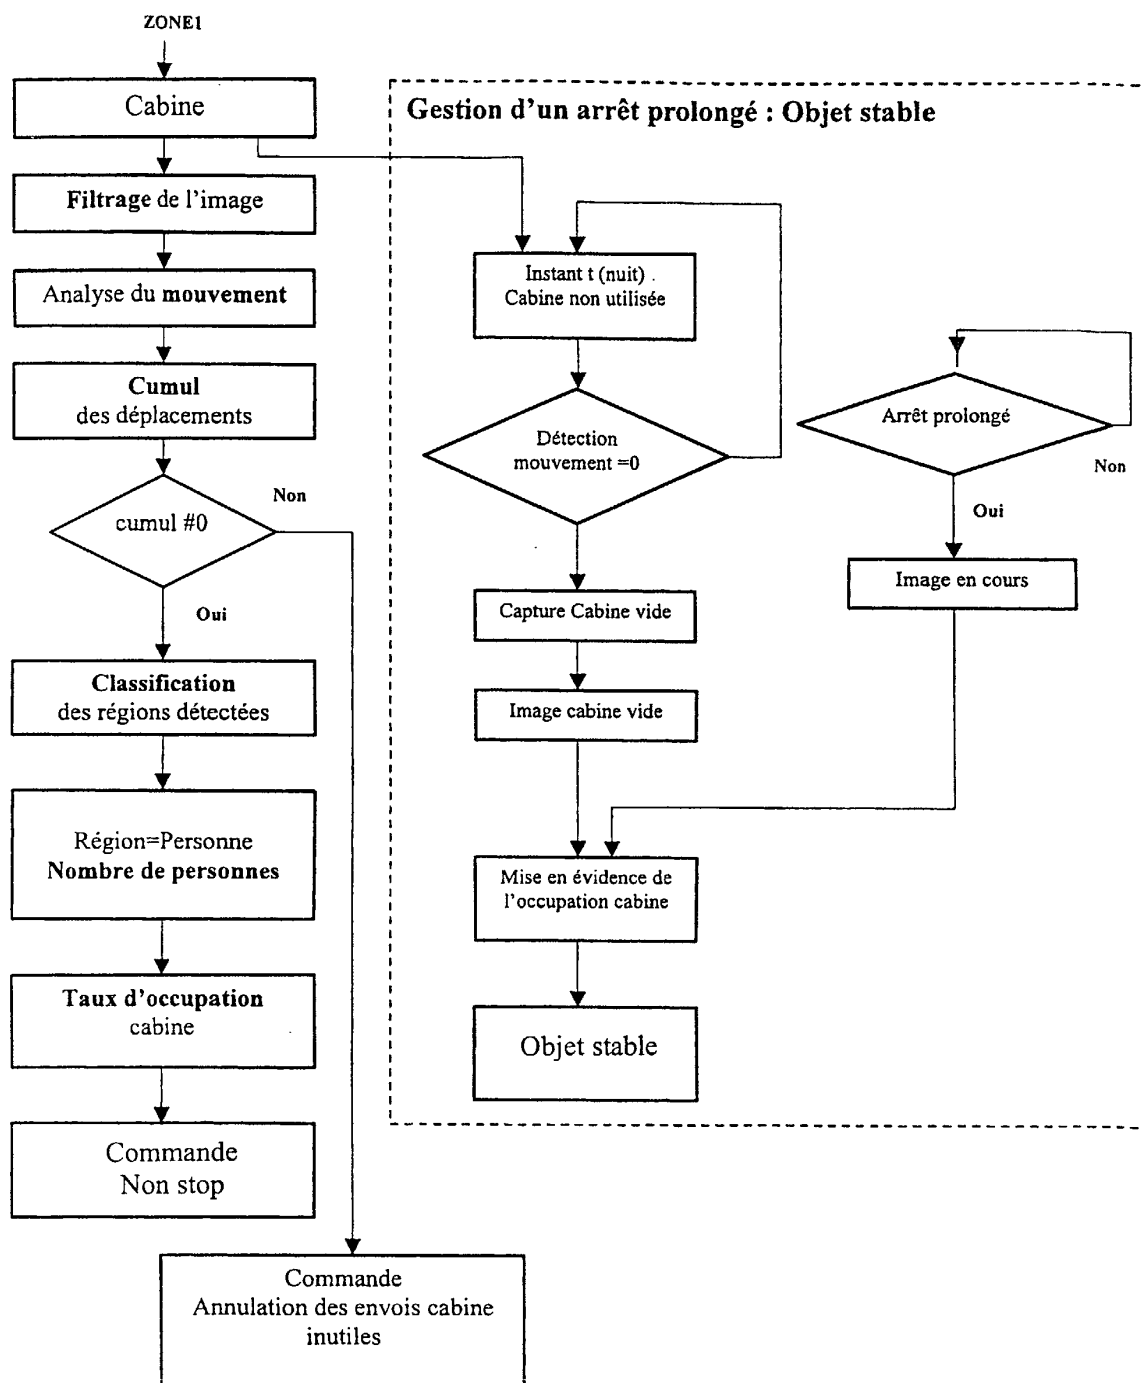 ZONE1
Cabine
Filtrage de l'image
Analyse du mouvement
Cumul
des déplacements
cumul #0
Non
Oui
Classification
des régions détectées
Région=Personne
Nombre de personnes
Taux d'occupation
cabine
Commande
Non stop
Commande
Annulation des envois cabine
inutiles
Gestion d'un arrêt prolongé : Objet stable
Instant t (nuit) .
Cabine non utilisée
Détection
mouvement =0
Capture Cabine vide
Image cabine vide
Arrêt prolongé
Non
Oui
Image en cours
Mise en évidence de
l'occupation cabine
Objet stable